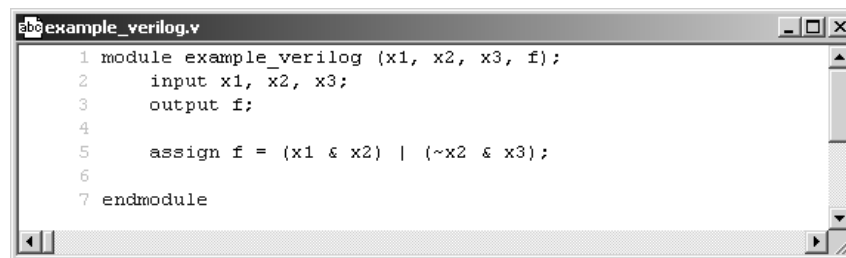 abc example_verilog.v
1 module example_verilog (x1, x2, x3, f);
2     input x1, x2, x3;
3     output f;
4
5     assign f = (x1 & x2) | (~x2 & x3);
6
7 endmodule